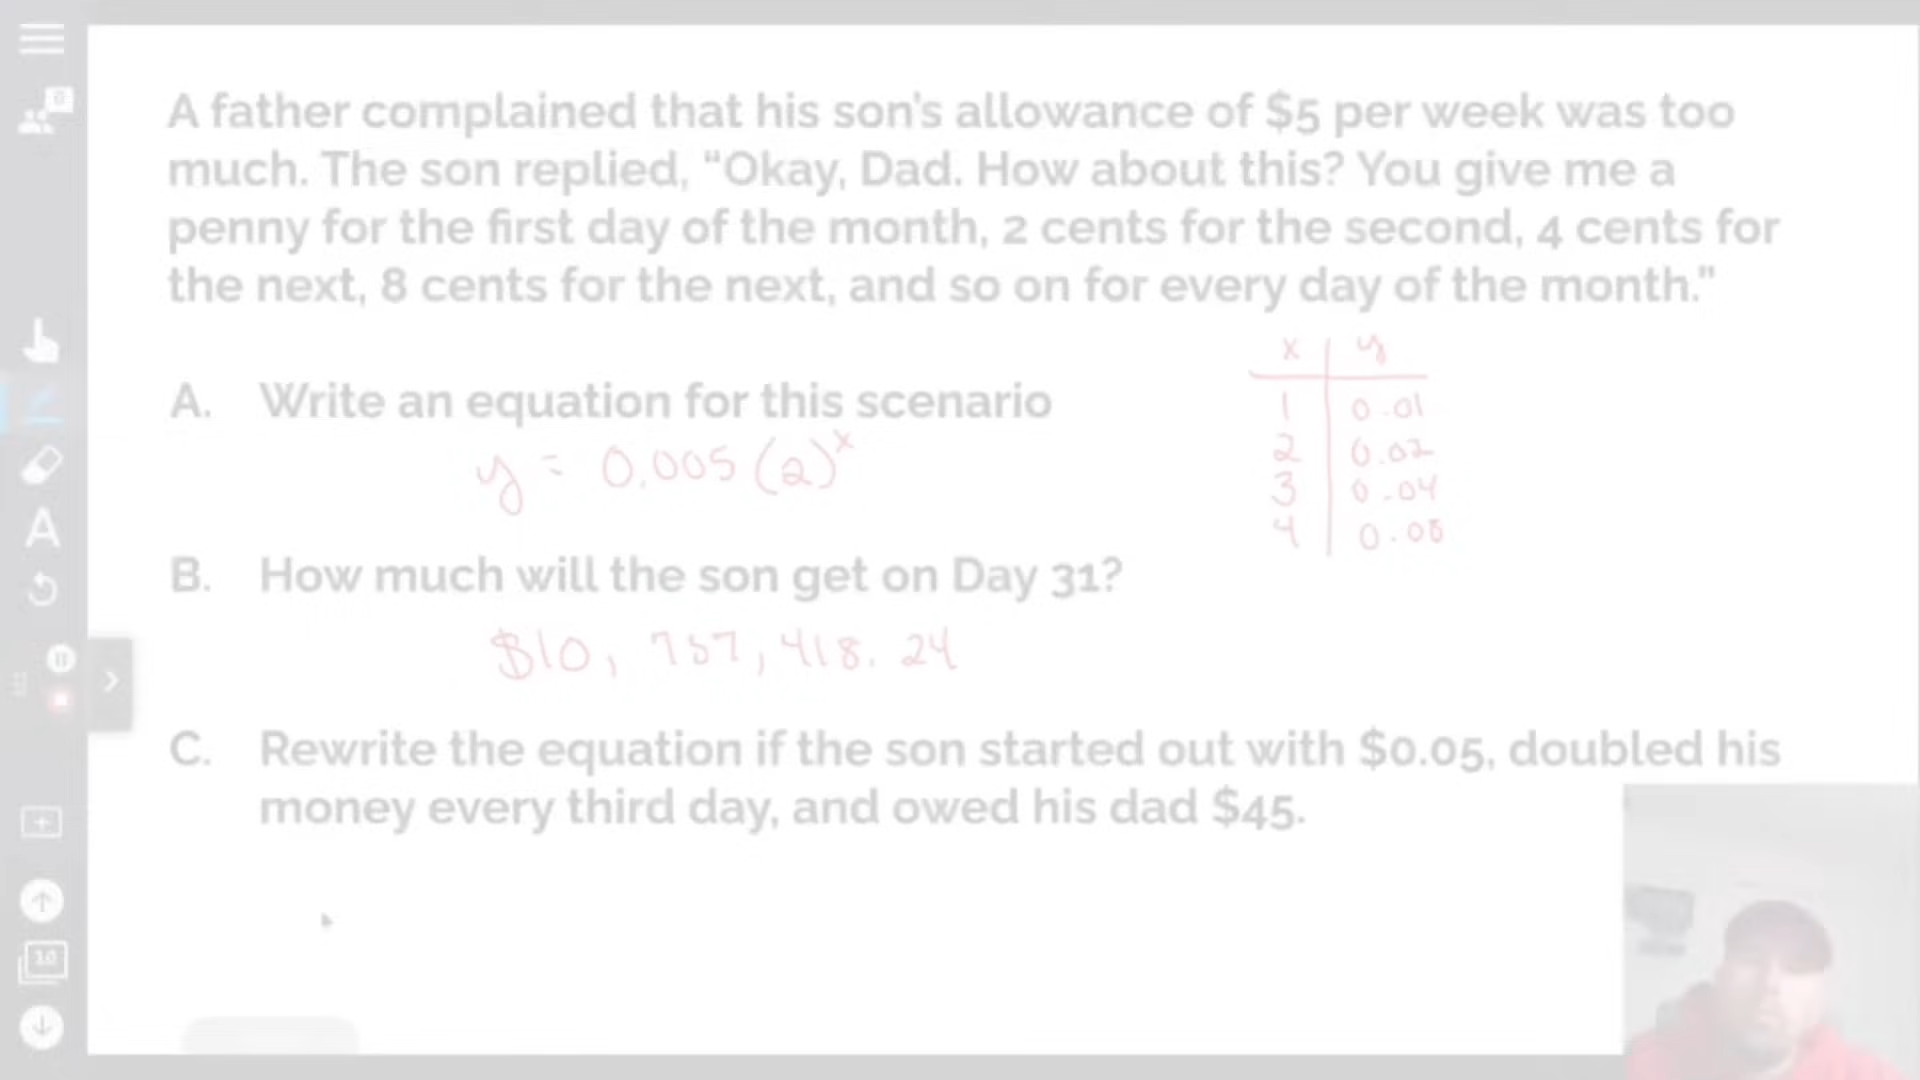 A father complained that his son's allowance of $5 per week was too
much. The son replied, “Okay, Dad. How about this? You give me a
penny for the first day of the month, 2 cents for the second, 4 cents for
the next, 8 cents for the next, and so on for every day of the month.”
x y
A. Write an equation for this scenario
1 0.01
y = 0.005 (2)^x
2 0.02
3 0.04
4 0.08
B. How much will the son get on Day 31?
$10, 737, 418. 24
C. Rewrite the equation if the son started out with $0.05, doubled his
money every third day, and owed his dad $45.
A
0
10